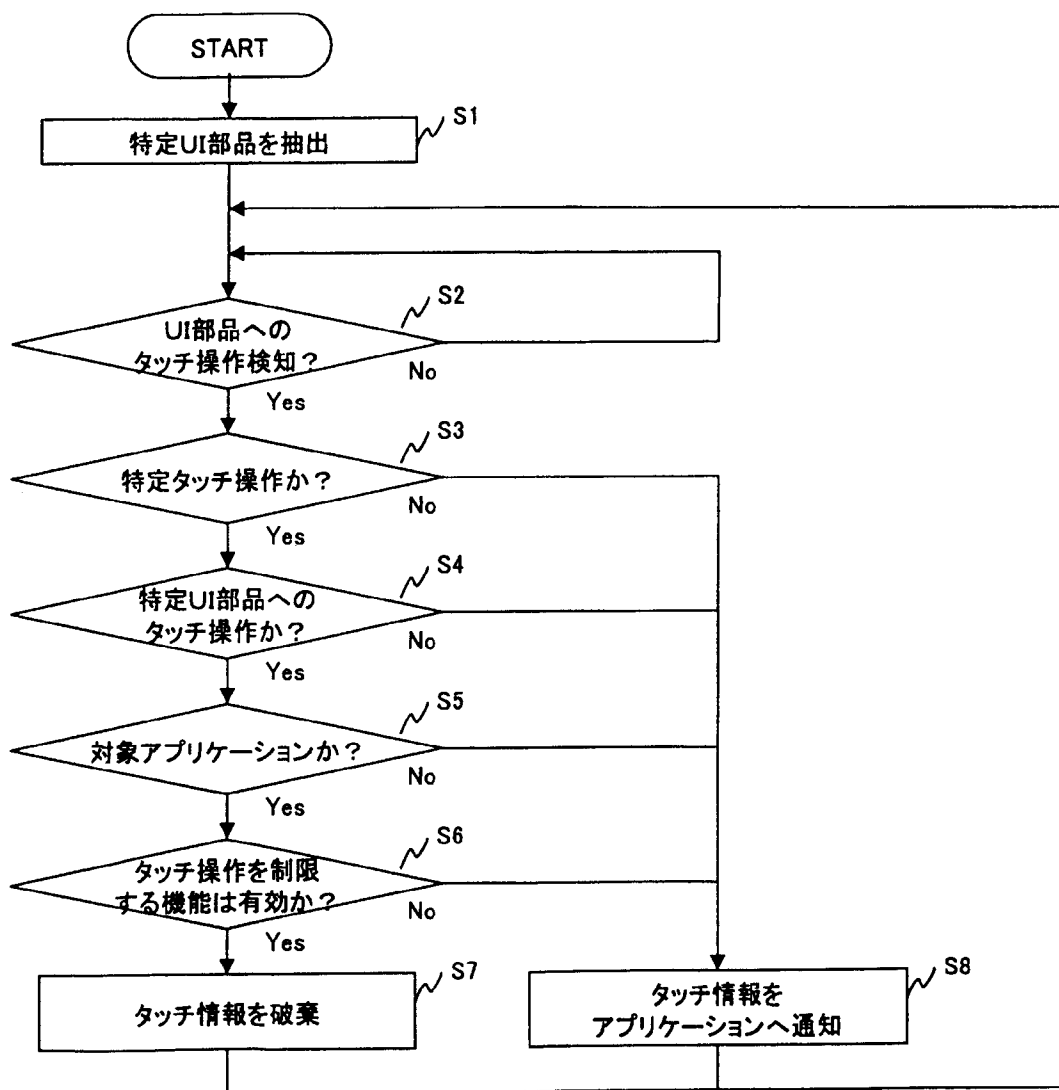 START
特定UI部品を抽出
S1
UI部品への
タッチ操作検知？
S2
No
Yes
特定タッチ操作か？
S3
No
Yes
特定UI部品への
タッチ操作か？
S4
No
Yes
対象アプリケーションか？
S5
No
Yes
タッチ操作を制限
する機能は有効か？
S6
No
Yes
タッチ情報を破棄
S7
タッチ情報を
アプリケーションへ通知
S8